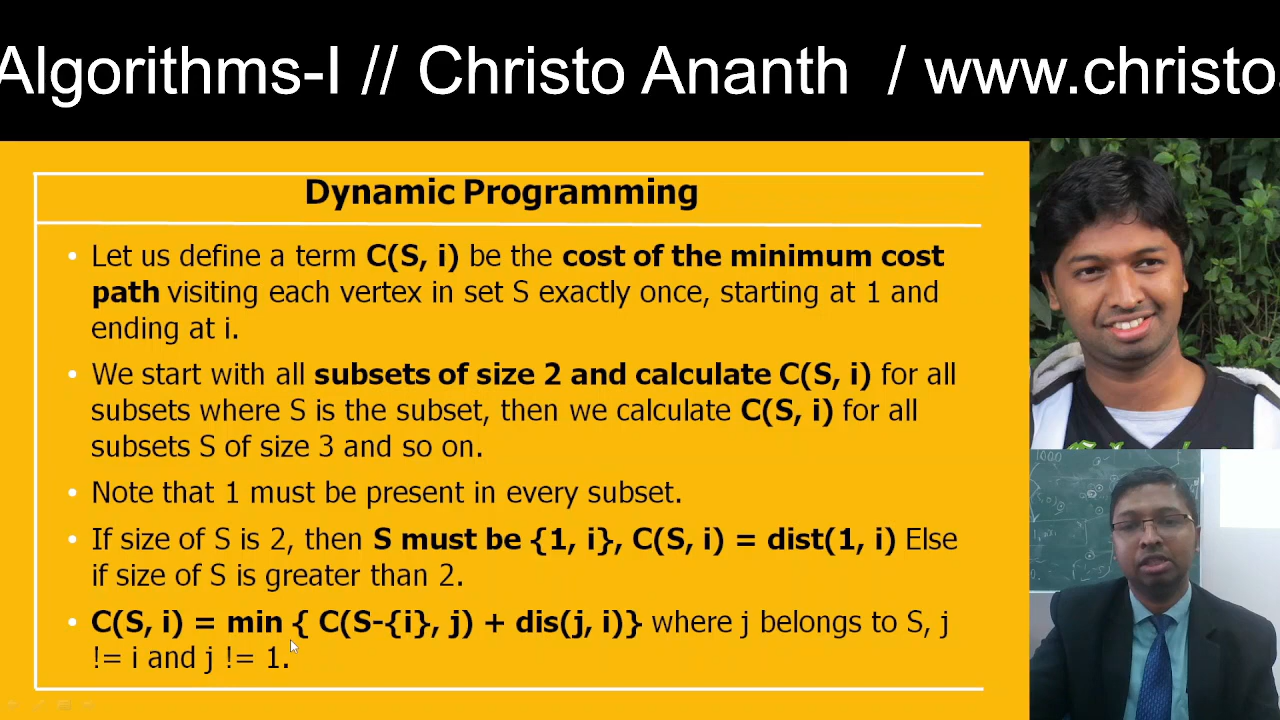 Algorithms-I // Christo Ananth / www.christo
Dynamic Programming
• Let us define a term C(S, i) be the cost of the minimum cost
path visiting each vertex in set S exactly once, starting at 1 and
ending at i.
• We start with all subsets of size 2 and calculate C(S, i) for all
subsets where S is the subset, then we calculate C(S, i) for all
subsets S of size 3 and so on.
• Note that 1 must be present in every subset.
• If size of S is 2, then S must be {1, i}, C(S, i) = dist(1, i) Else
if size of S is greater than 2.
• C(S, i) = min { C(S-{i}, j) + dis(j, i)} where j belongs to S, j
!= i and j != 1.